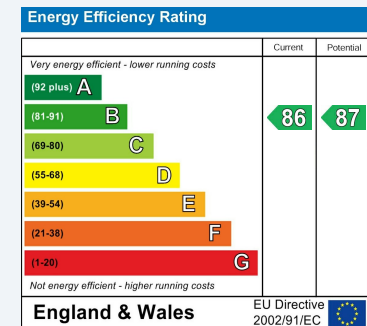 Energy Efficiency Rating
Current Potential
Very energy efficient - lower running costs
(92 plus) A
(81-91) B 86 87
(69-80) C
(55-68) D
(39-54) E
(21-38) F
(1-20) G
Not energy efficient - higher running costs
England & Wales EU Directive
2002/91/EC